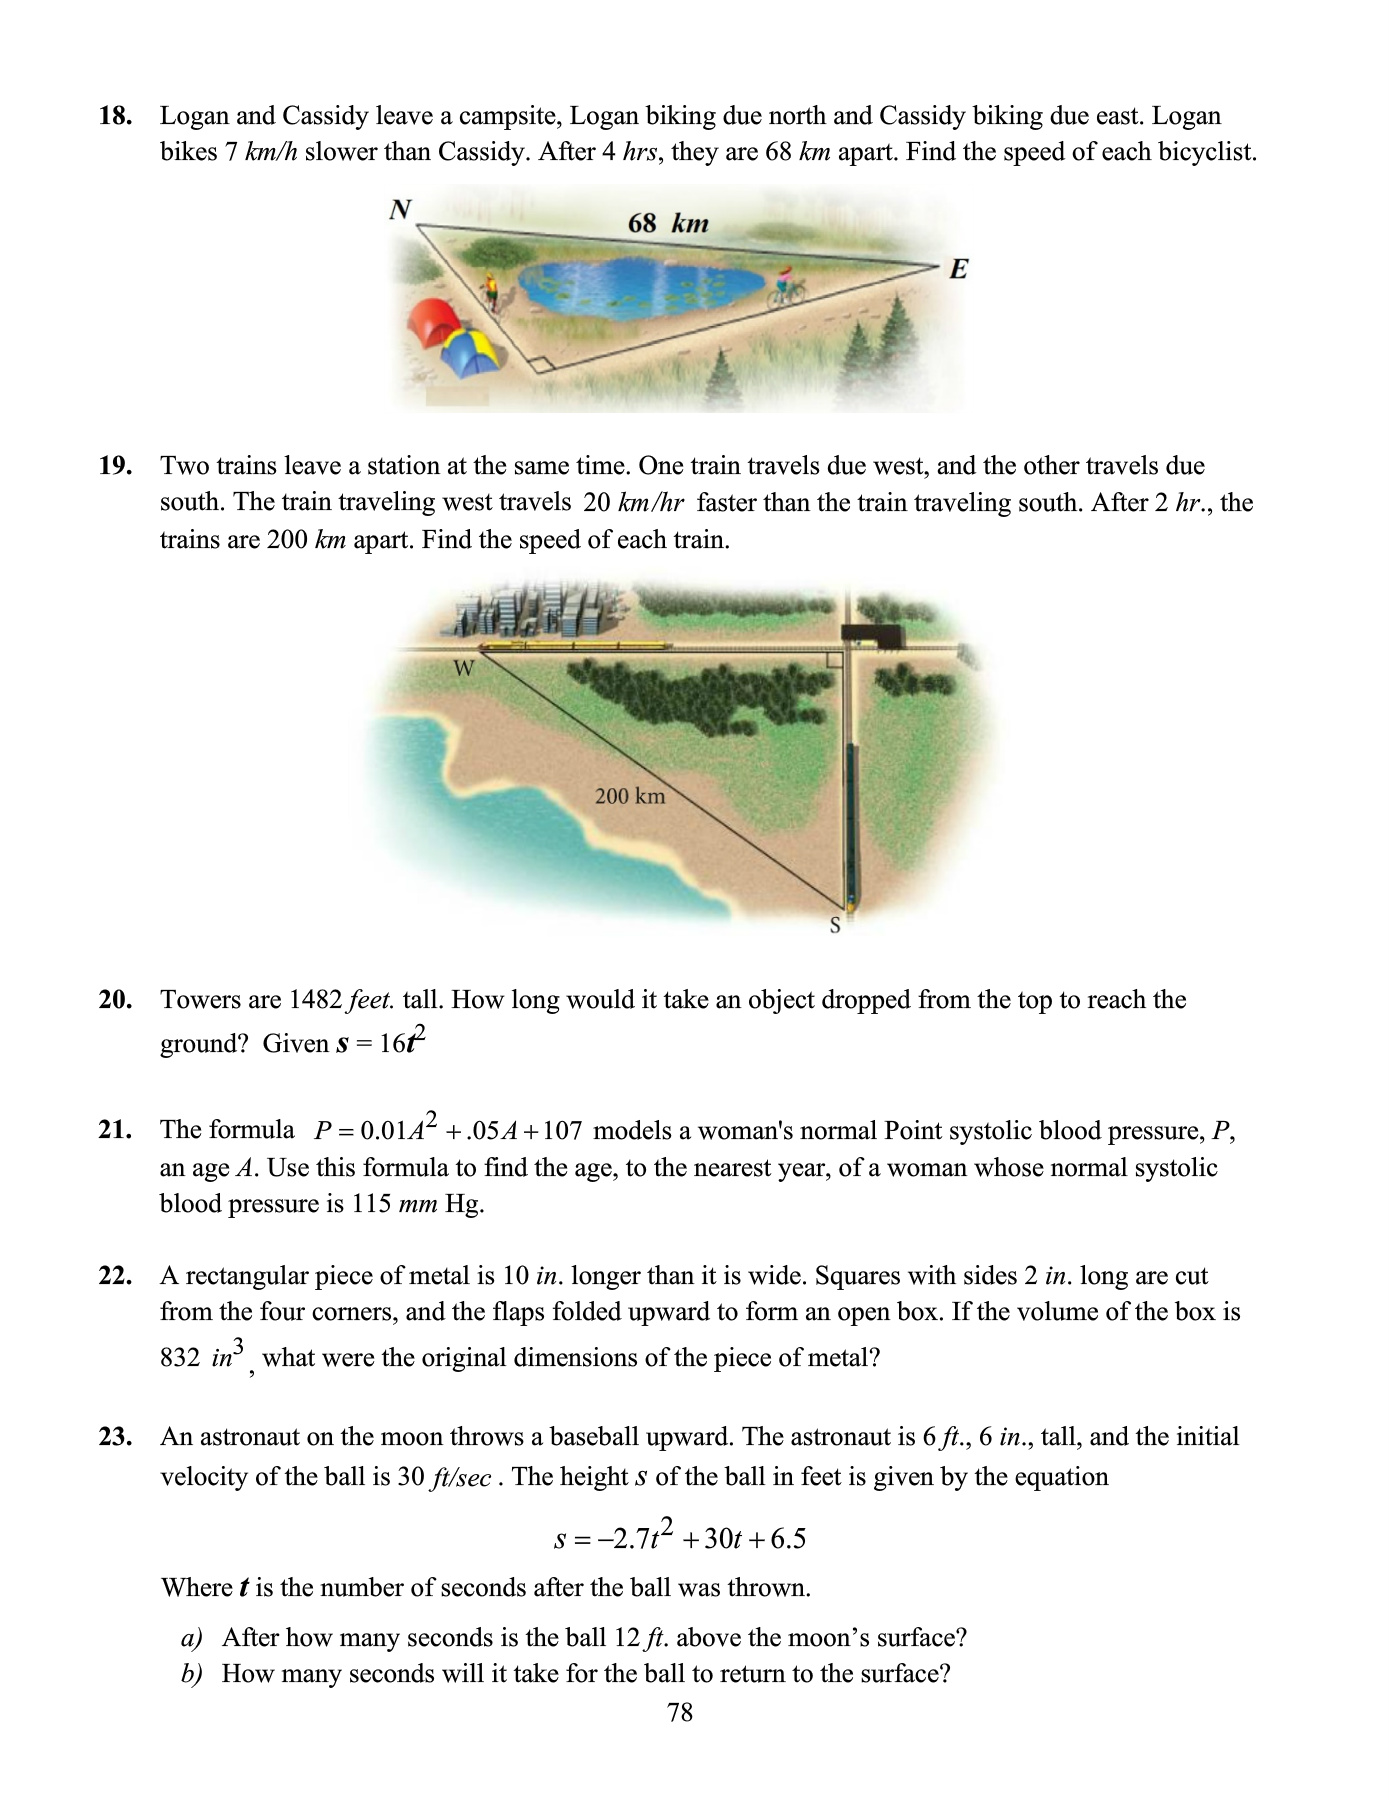 18. Logan and Cassidy leave a campsite, Logan biking due north and Cassidy biking due east. Logan
bikes 7 km/h slower than Cassidy. After 4 hrs, they are 68 km apart. Find the speed of each bicyclist.
N
68 km
E
19. Two trains leave a station at the same time. One train travels due west, and the other travels due
south. The train traveling west travels 20 km/hr faster than the train traveling south. After 2 hr., the
trains are 200 km apart. Find the speed of each train.
W
200 km
S
20. Towers are 1482 feet. tall. How long would it take an object dropped from the top to reach the
ground? Given s = 16t²
21. The formula P = 0.01A² + .05A + 107 models a woman's normal Point systolic blood pressure, P,
an age A. Use this formula to find the age, to the nearest year, of a woman whose normal systolic
blood pressure is 115 mm Hg.
22. A rectangular piece of metal is 10 in. longer than it is wide. Squares with sides 2 in. long are cut
from the four corners, and the flaps folded upward to form an open box. If the volume of the box is
832 in³, what were the original dimensions of the piece of metal?
23. An astronaut on the moon throws a baseball upward. The astronaut is 6 ft., 6 in., tall, and the initial
velocity of the ball is 30 ft/sec . The height s of the ball in feet is given by the equation
s = −2.7t² + 30t + 6.5
Where t is the number of seconds after the ball was thrown.
a) After how many seconds is the ball 12 ft. above the moon’s surface?
b) How many seconds will it take for the ball to return to the surface?
78